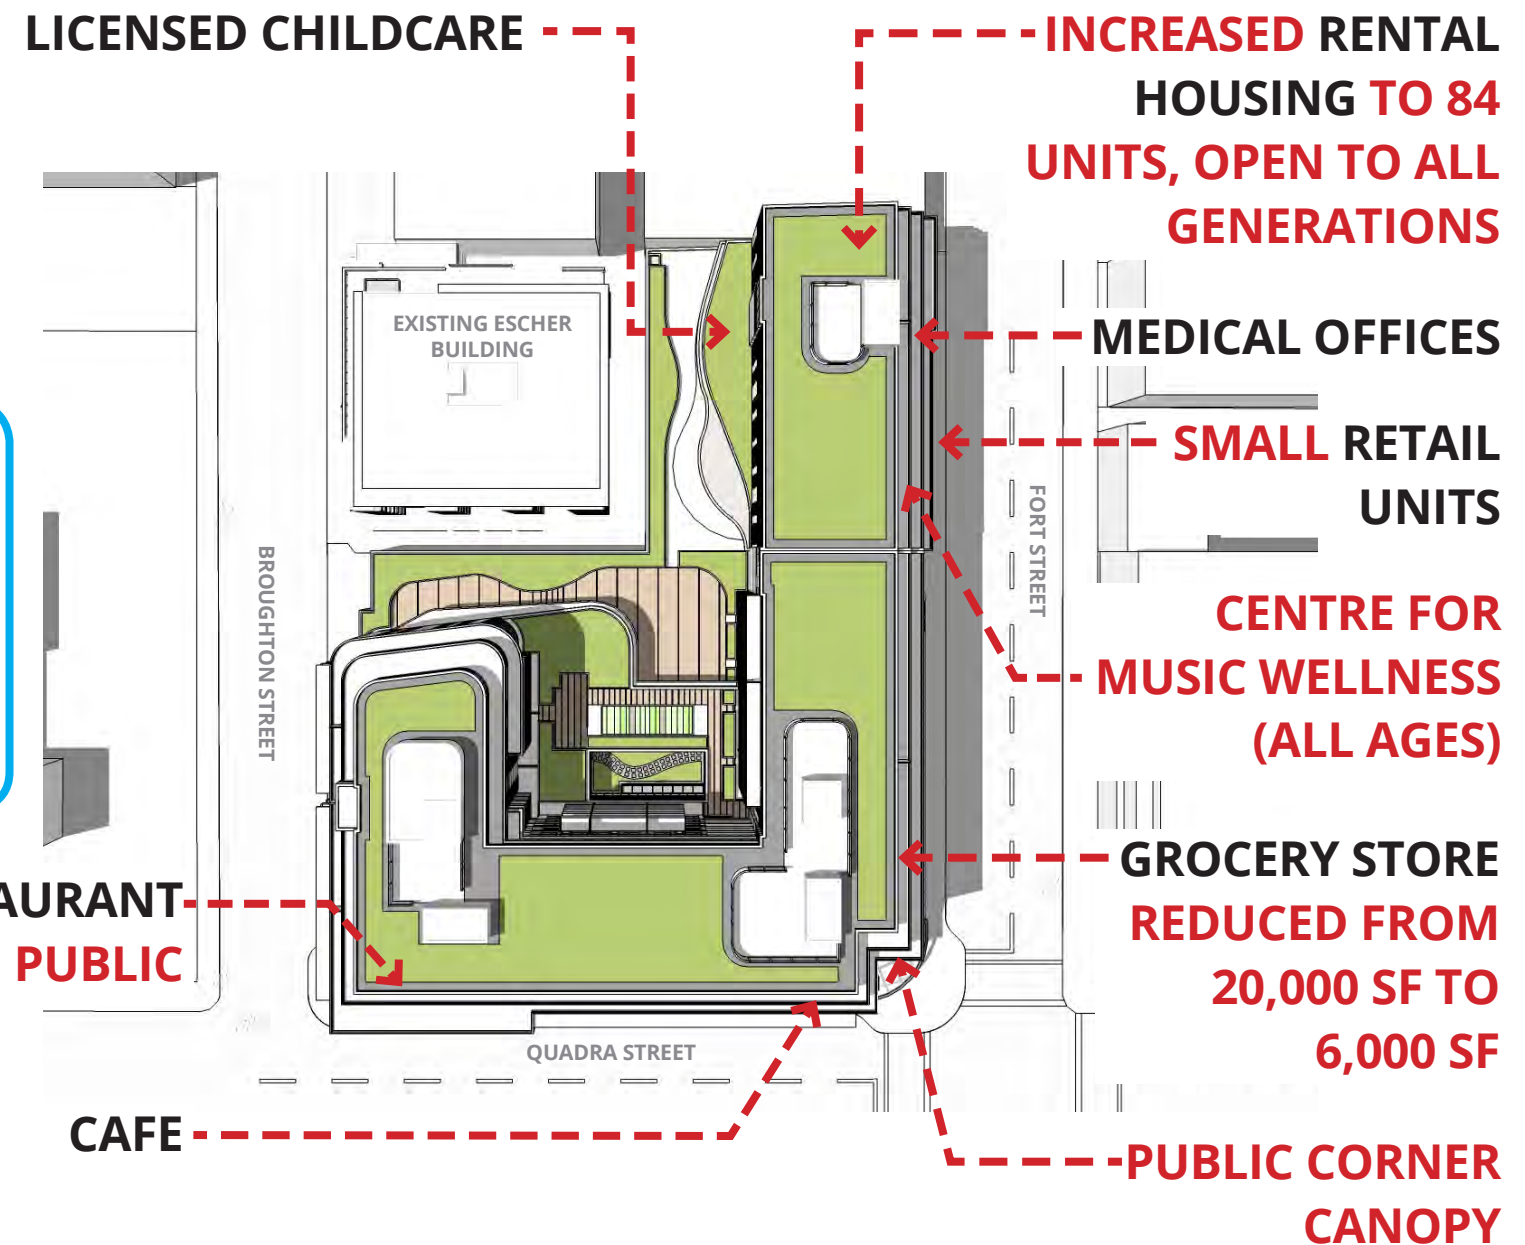 LICENSED CHILDCARE
INCREASED RENTAL
HOUSING TO 84
UNITS, OPEN TO ALL
GENERATIONS
EXISTING ESCHER
BUILDING
MEDICAL OFFICES
SMALL RETAIL
UNITS
FORT STREET
BROUGHTON STREET
CENTRE FOR
MUSIC WELLNESS
(ALL AGES)
GROCERY STORE
REDUCED FROM
20,000 SF TO
6,000 SF
AURANT
PUBLIC
QUADRA STREET
CAFE
PUBLIC CORNER
CANOPY